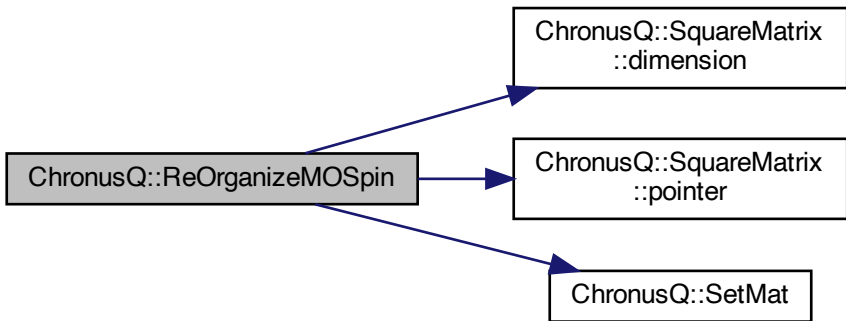 ChronusQ::SquareMatrix
::dimension
ChronusQ::ReOrganizeMOSpin
ChronusQ::SquareMatrix
::pointer
ChronusQ::SetMat